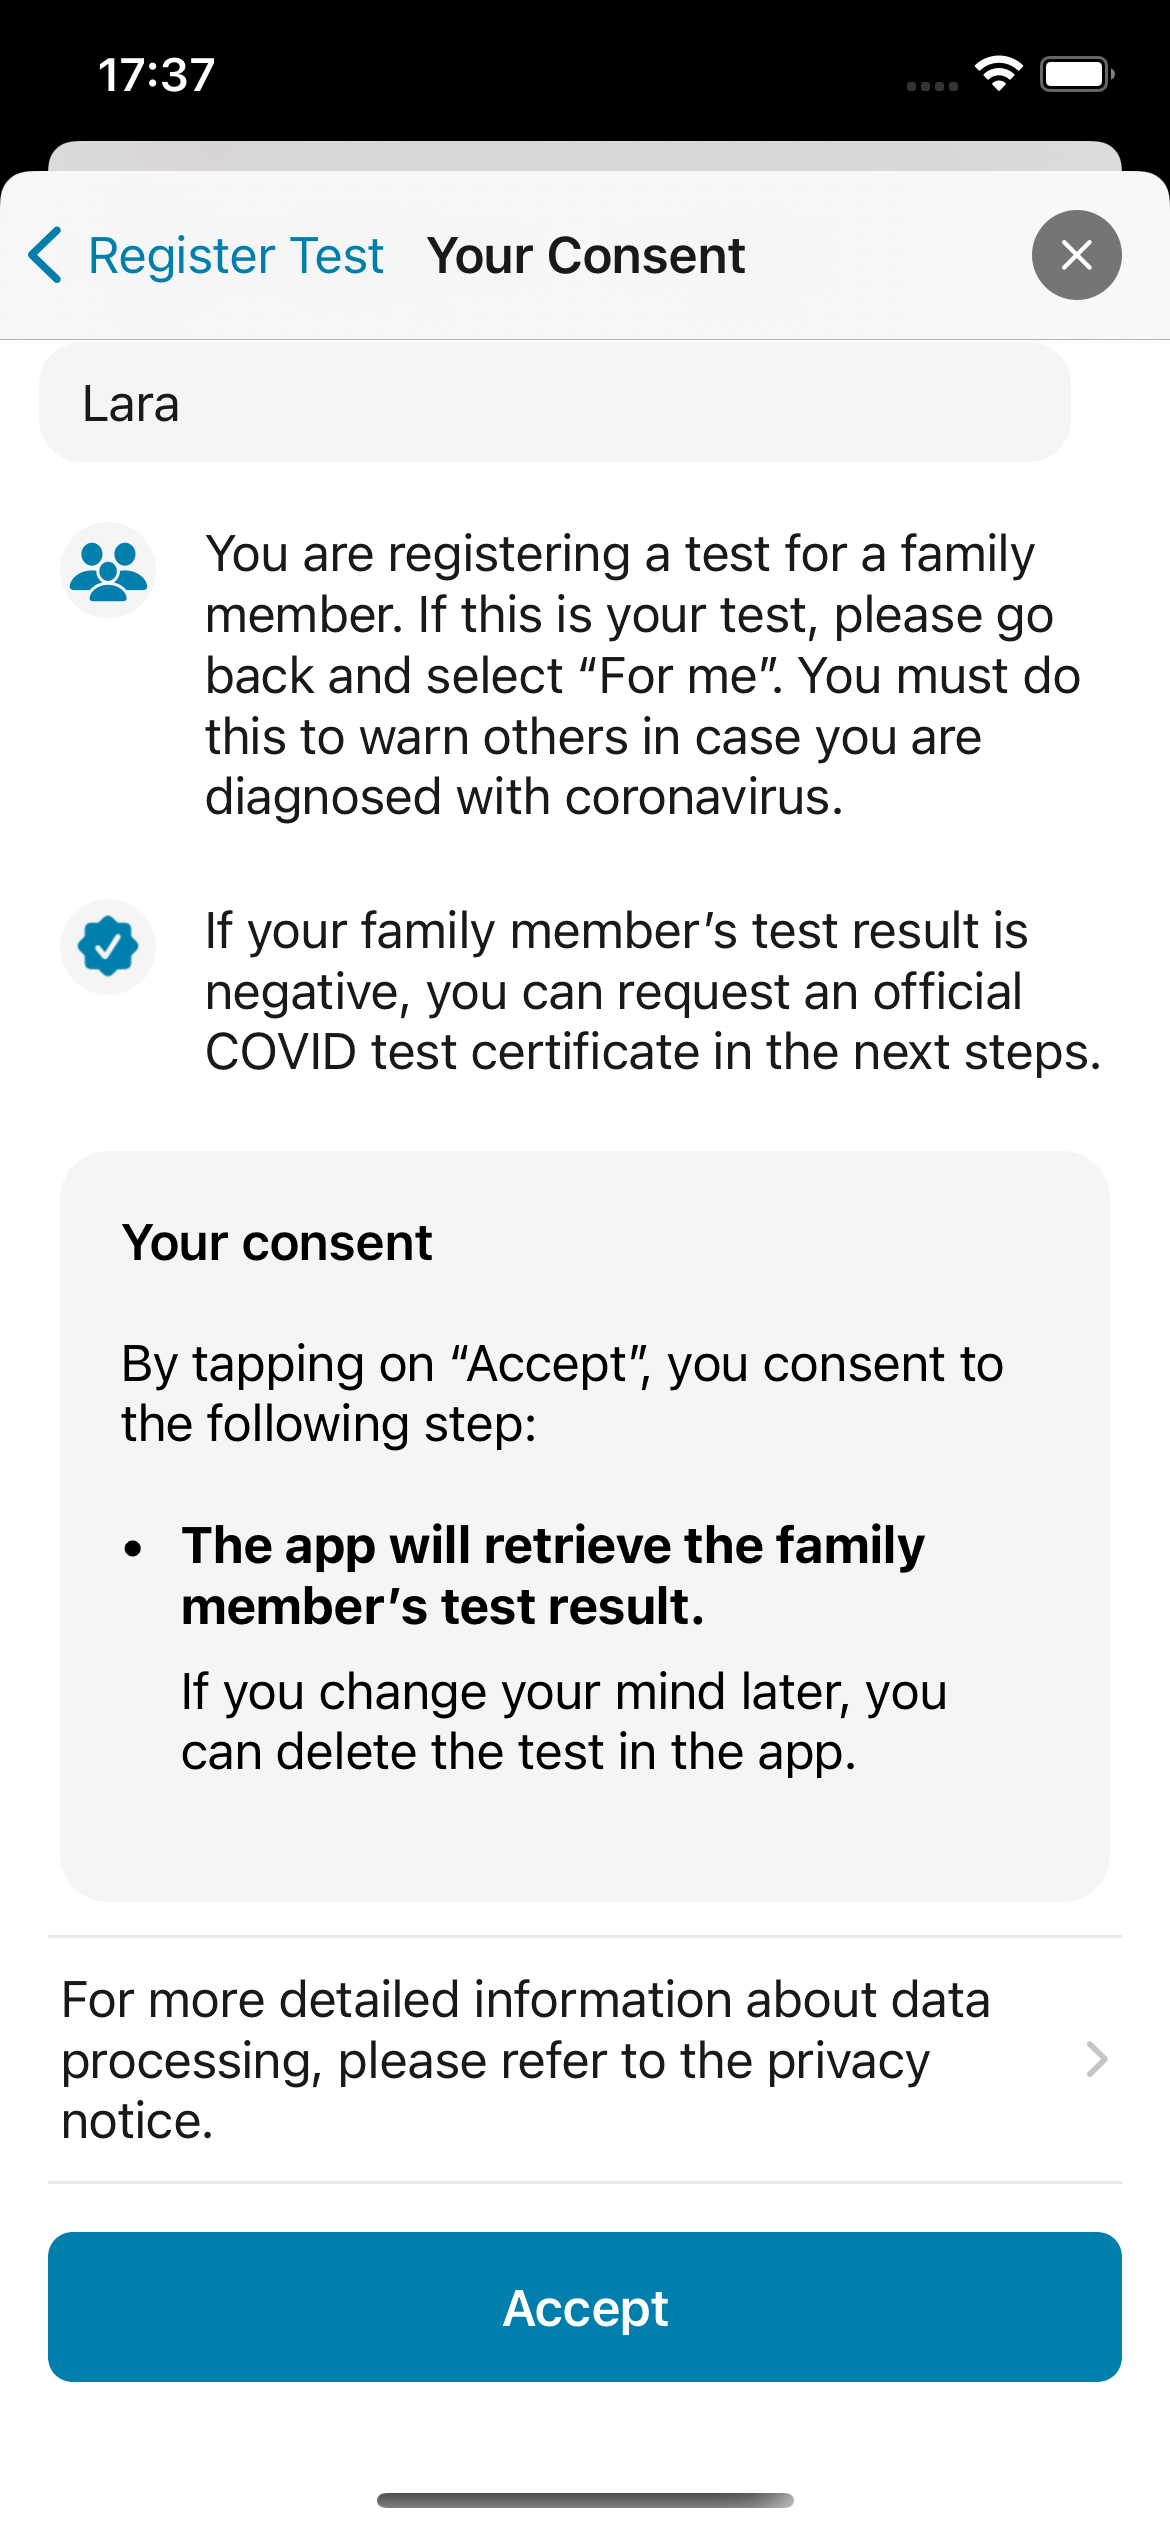 17:37
Register Test Your Consent
Lara
You are registering a test for a family
member. If this is your test, please go
back and select “For me”. You must do
this to warn others in case you are
diagnosed with coronavirus.
If your family member’s test result is
negative, you can request an official
COVID test certificate in the next steps.
Your consent
By tapping on “Accept”, you consent to
the following step:
• The app will retrieve the family
member’s test result.
If you change your mind later, you
can delete the test in the app.
For more detailed information about data
processing, please refer to the privacy
notice.
Accept